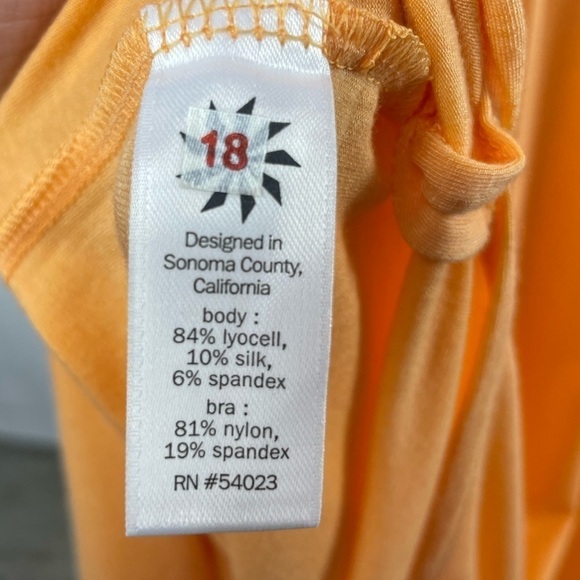 18
Designed in
Sonoma County,
California
body :
84% lyocell,
10% silk,
6% spandex
bra :
81% nylon,
19% spandex
RN #54023